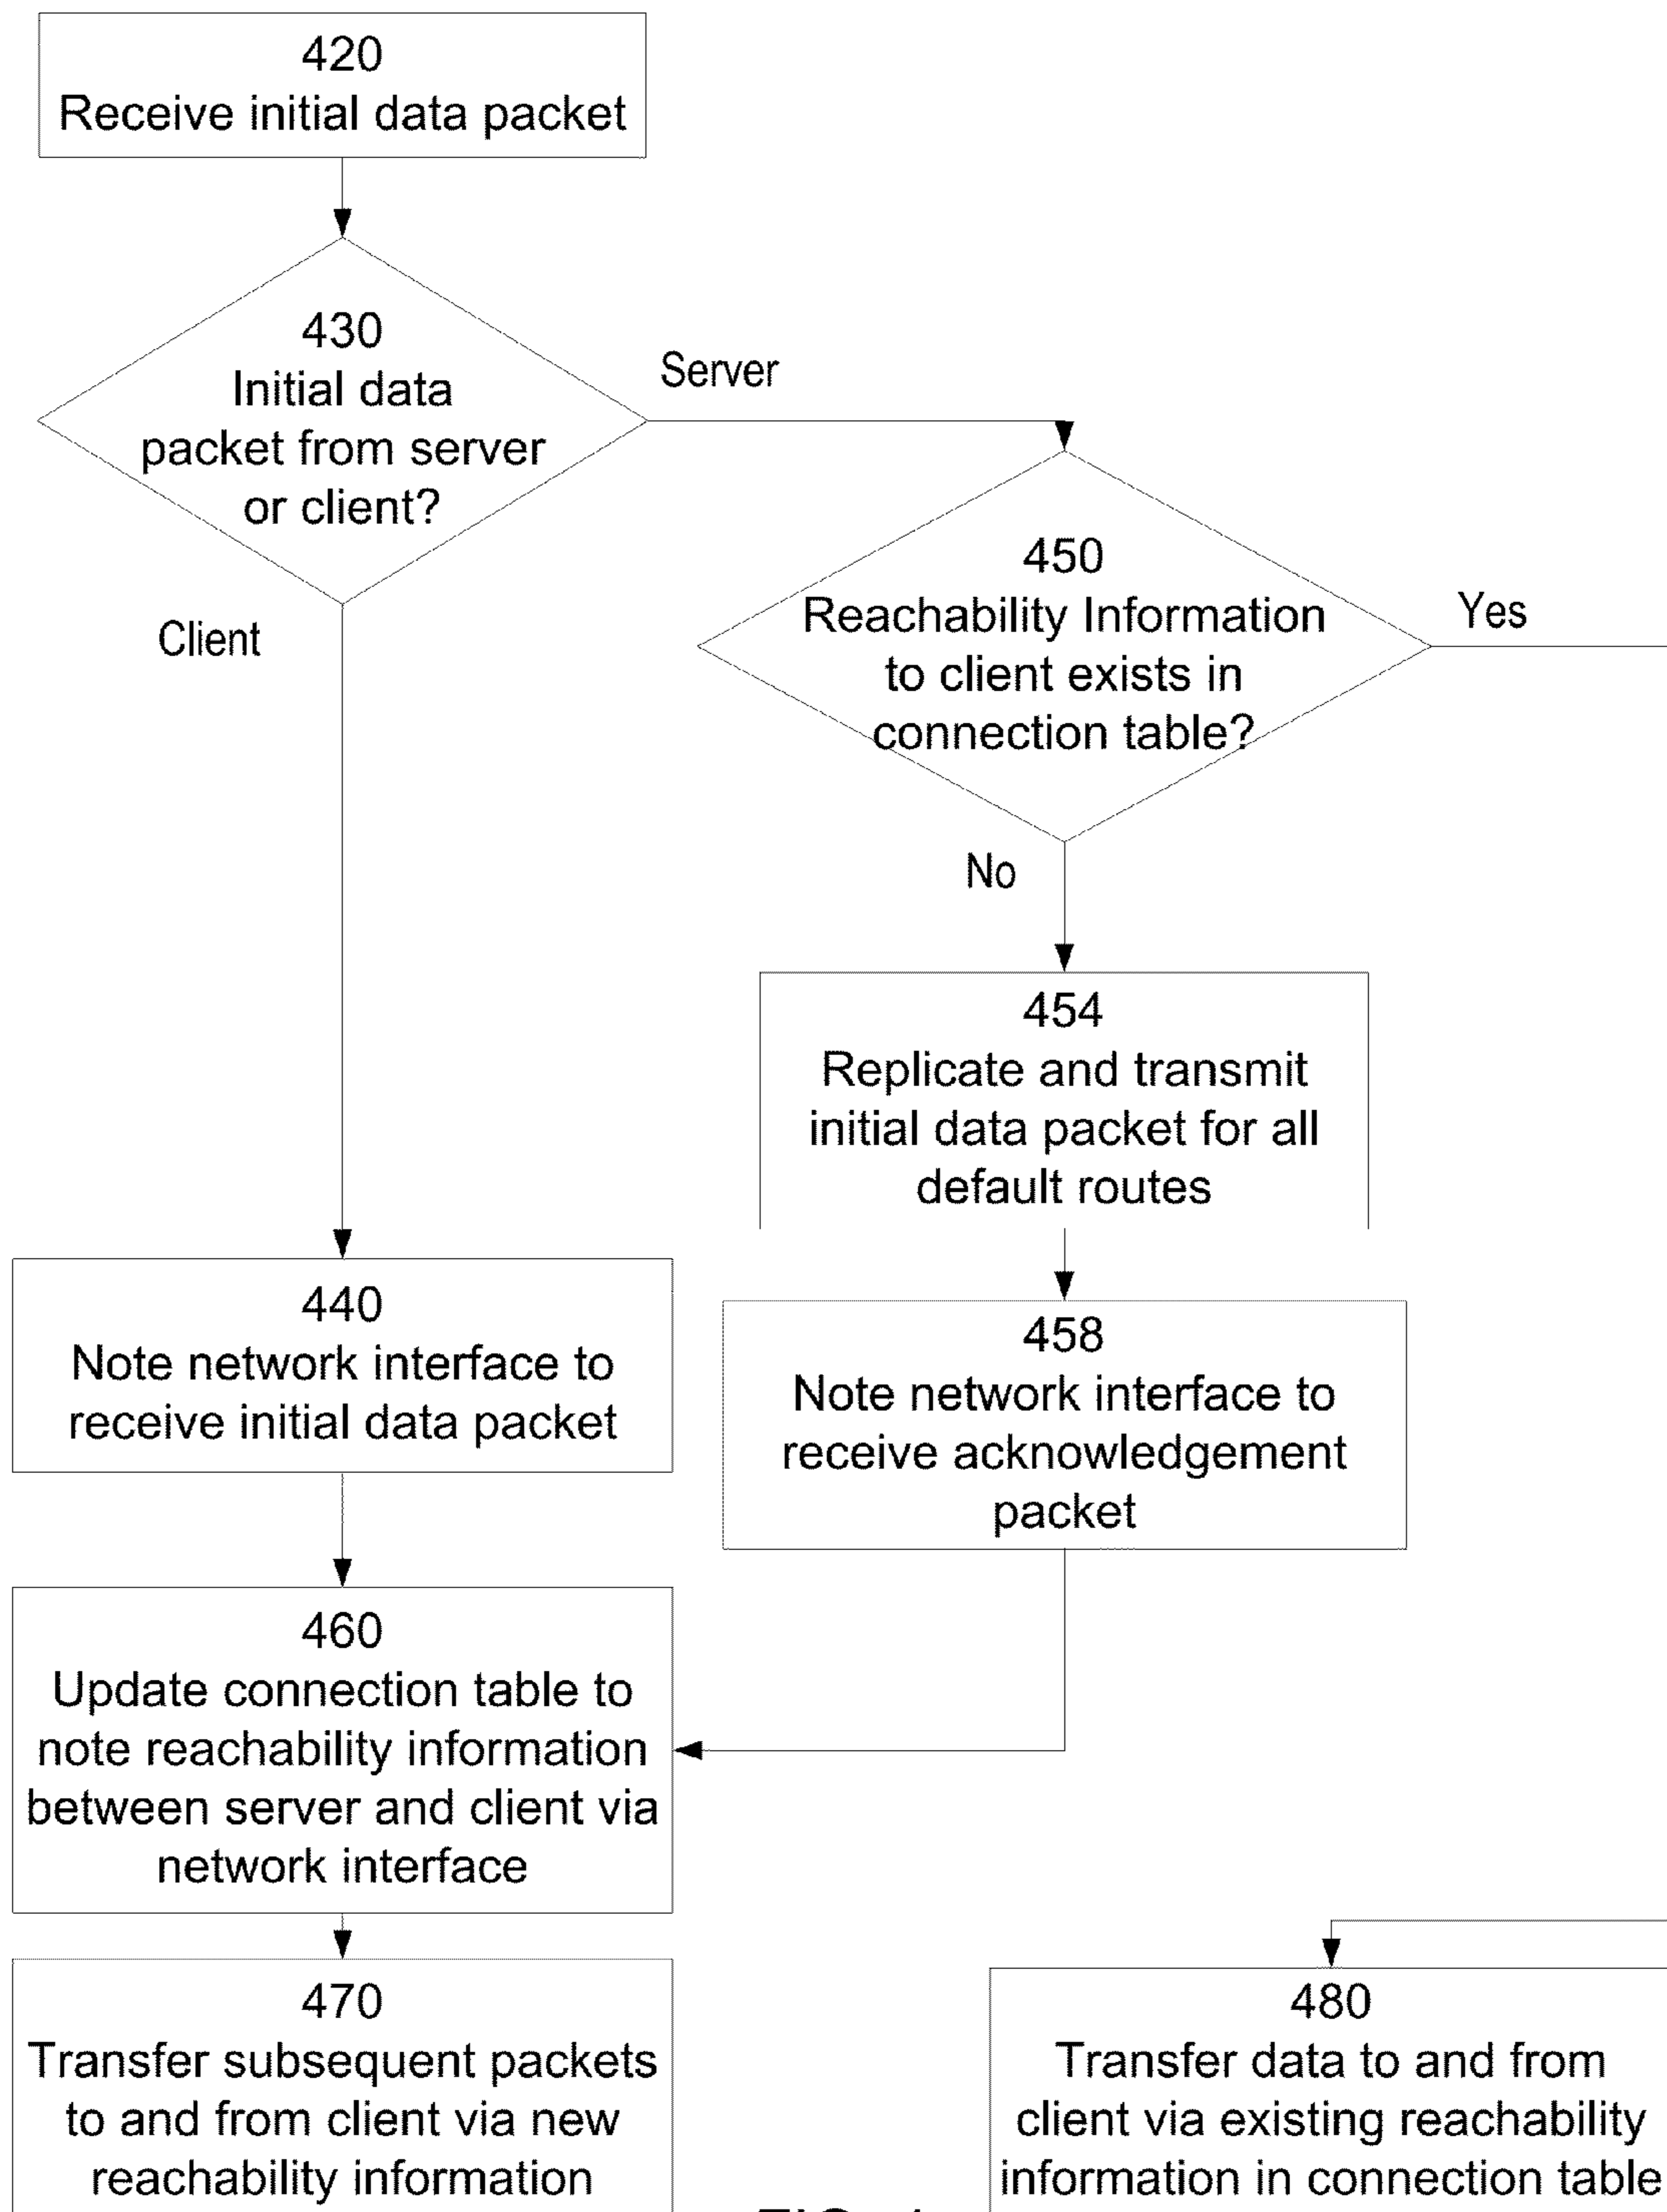 420
Receive initial data packet
430
Initial data
packet from server
or client?
Server
Client
450
Reachability Information
to client exists in
connection table?
Yes
No
454
Replicate and transmit
initial data packet for all
default routes
440
Note network interface to
receive initial data packet
458
Note network interface to
receive acknowledgement
packet
460
Update connection table to
note reachability information
between server and client via
network interface
470
Transfer subsequent packets
to and from client via new
reachability information
480
Transfer data to and from
client via existing reachability
information in connection table